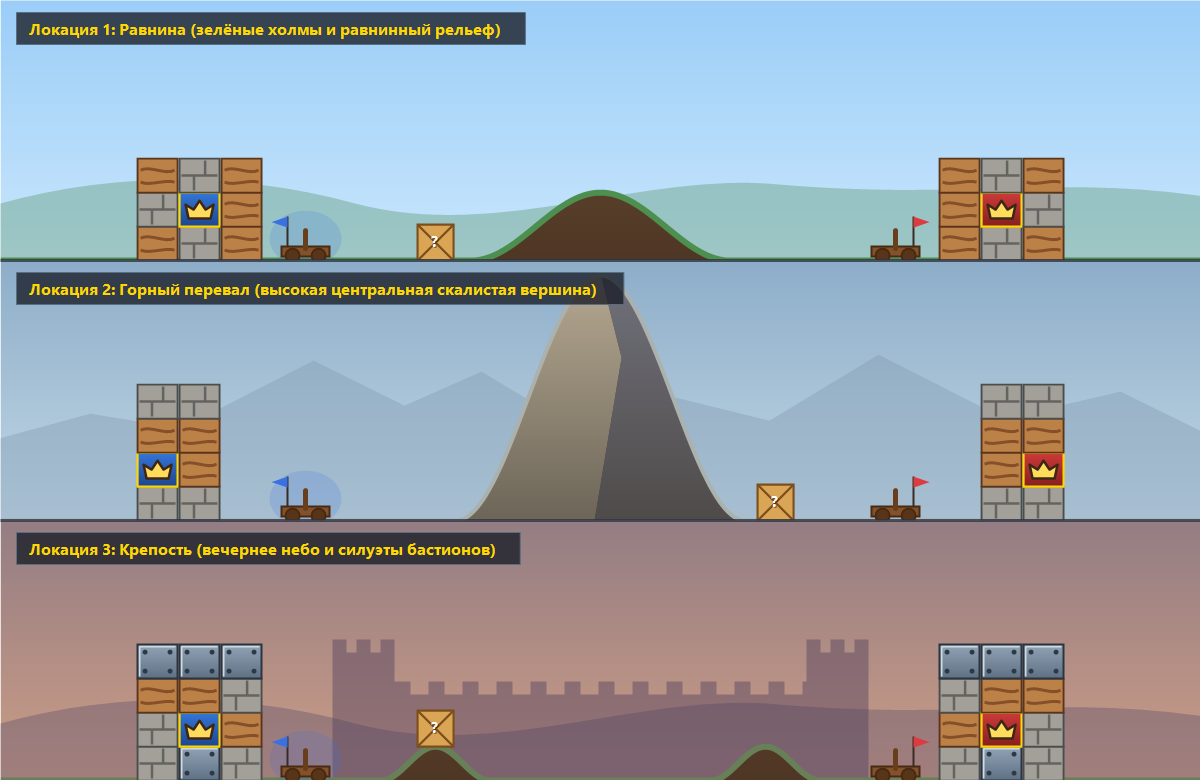 Локация 1: Равнина (зелёные холмы и равнинный рельеф)
?
Локация 2: Горный перевал (высокая центральная скалистая вершина)
?
Локация 3: Крепость (вечернее небо и силуэты бастионов)
?